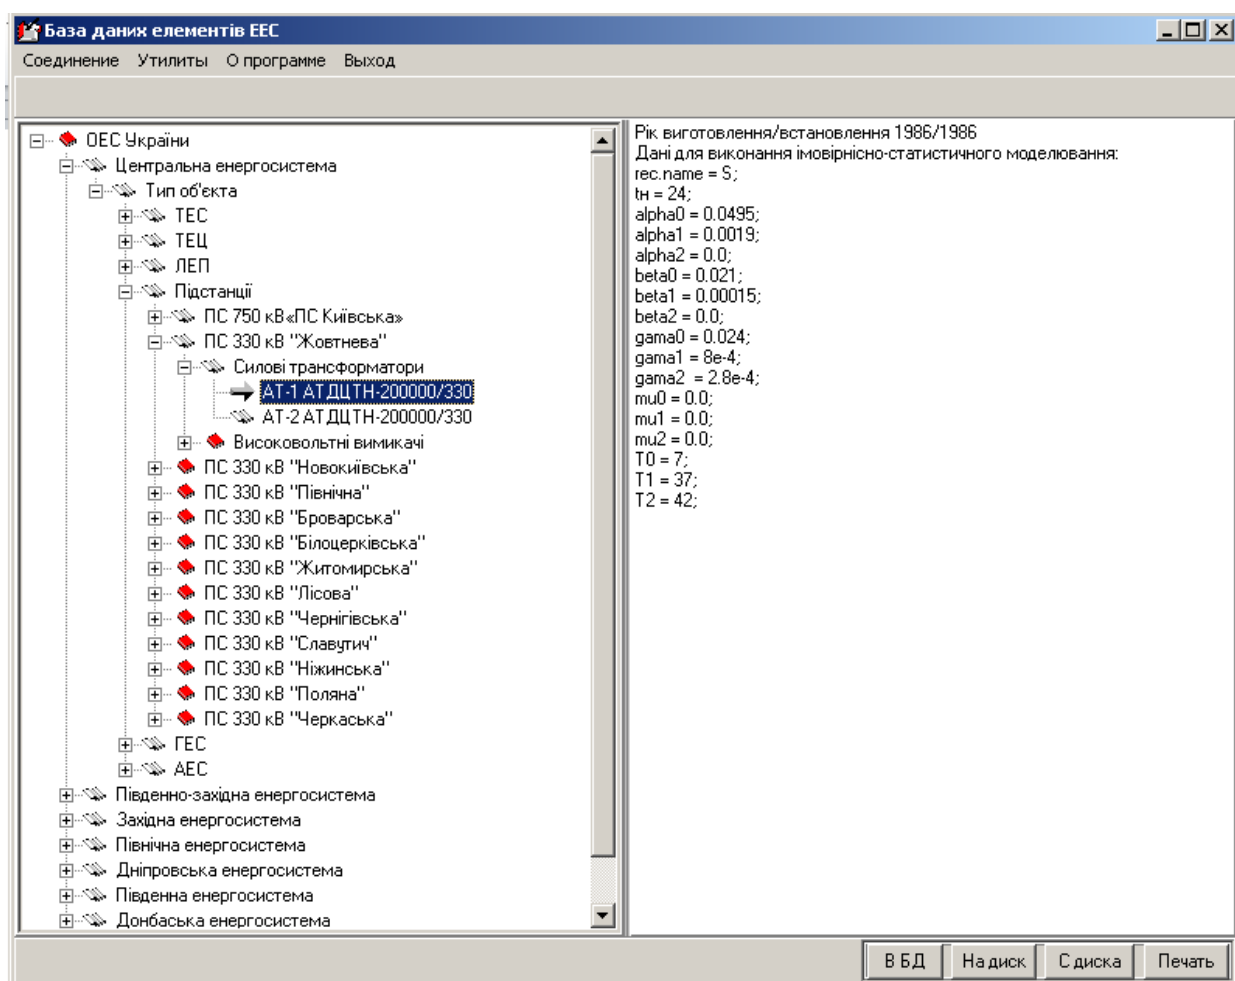 База даних елементів ЕЕС
Соединение Утилиты О программе Выход
ОЕС України
Центральна енергосистема
Тип об'єкта
ТЕС
ТЕЦ
ЛЕП
Підстанції
ПС 750 кВ«ПС Київська»
ПС 330 кВ "Жовтнева"
Силові трансформатори
АТ-1 АТДЦТН-200000/330
АТ-2 АТДЦТН-200000/330
Високовольтні вимикачі
ПС 330 кВ "Новокиївська"
ПС 330 кВ "Північна"
ПС 330 кВ "Броварська"
ПС 330 кВ "Білоцерківська"
ПС 330 кВ "Житомирська"
ПС 330 кВ "Лісова"
ПС 330 кВ "Чернігівська"
ПС 330 кВ "Славутич"
ПС 330 кВ "Ніжинська"
ПС 330 кВ "Поляна"
ПС 330 кВ "Черкаська"
ГЕС
АЕС
Південно-західна енергосистема
Західна енергосистема
Північна енергосистема
Дніпровська енергосистема
Південна енергосистема
Донбаська енергосистема
Рік виготовлення/встановлення 1986/1986
Дані для виконання імовірнісно-статистичного моделювання:
rec.name = S;
tн = 24;
alpha0 = 0.0495;
alpha1 = 0.0019;
alpha2 = 0.0;
beta0 = 0.021;
beta1 = 0.00015;
beta2 = 0.0;
gama0 = 0.024;
gama1 = 8e-4;
gama2 = 2.8e-4;
mu0 = 0.0;
mu1 = 0.0;
mu2 = 0.0;
T0 = 7;
T1 = 37;
T2 = 42;
В БД На диск С диска Печать